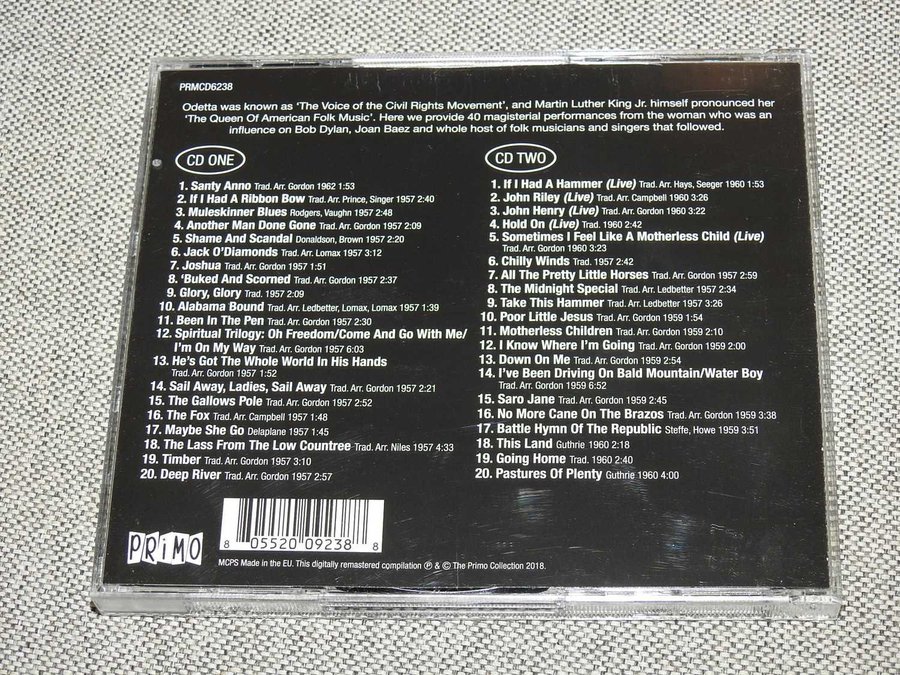 PRMCD6238
Odetta was known as ‘The Voice of the Civil Rights Movement’, and Martin Luther King Jr. himself pronounced her
‘The Queen Of American Folk Music’. Here we provide 40 magisterial performances from the woman who was an
influence on Bob Dylan, Joan Baez and whole host of folk musicians and singers that followed.
CD ONE
1. Santy Anno Trad. Arr. Gordon 1962 1:53
2. If I Had A Ribbon Bow Trad. Arr. Prince, Singer 1957 2:40
3. Muleskinner Blues Rodgers, Vaughn 1957 2:48
4. Another Man Done Gone Trad. Arr. Gordon 1957 2:09
5. Shame And Scandal Donaldson, Brown 1957 2:20
6. Jack O’Diamonds Trad. Arr. Lomax 1957 3:12
7. Joshua Trad. Arr. Gordon 1957 1:51
8. ‘Buked And Scorned Trad. Arr. Gordon 1957 2:37
9. Glory, Glory Trad. 1957 2:09
10. Alabama Bound Trad. Arr. Ledbetter, Lomax, Lomax 1957 1:39
11. Been In The Pen Trad. Arr. Gordon 1957 2:30
12. Spiritual Trilogy: Oh Freedom/Come And Go With Me/
I’m On My Way Trad. Arr. Gordon 1957 6:03
13. He’s Got The Whole World In His Hands
Trad. Arr. Gordon 1957 1:52
14. Sail Away, Ladies, Sail Away Trad. Arr. Gordon 1957 2:21
15. The Gallows Pole Trad. Arr. Gordon 1957 2:52
16. The Fox Trad. Arr. Campbell 1957 1:48
17. Maybe She Go Delaplane 1957 1:45
18. The Lass From The Low Countree Trad. Arr. Niles 1957 4:33
19. Timber Trad. Arr. Gordon 1957 3:10
20. Deep River Trad. Arr. Gordon 1957 2:57
CD TWO
1. If I Had A Hammer (Live) Trad. Arr. Hays, Seeger 1960 1:53
2. John Riley (Live) Trad. Arr. Campbell 1960 3:26
3. John Henry (Live) Trad. Arr. Gordon 1960 3:22
4. Hold On (Live) Trad. 1960 2:42
5. Sometimes I Feel Like A Motherless Child (Live)
Trad. Arr. Gordon 1960 3:23
6. Chilly Winds Trad. 1957 2:42
7. All The Pretty Little Horses Trad. Arr. Gordon 1957 2:59
8. The Midnight Special Trad. Arr. Ledbetter 1957 2:34
9. Take This Hammer Trad. Arr. Ledbetter 1957 3:26
10. Poor Little Jesus Trad. Arr. Gordon 1959 1:54
11. Motherless Children Trad. Arr. Gordon 1959 2:10
12. I Know Where I’m Going Trad. Arr. Gordon 1959 2:00
13. Down On Me Trad. Arr. Gordon 1959 2:54
14. I’ve Been Driving On Bald Mountain/Water Boy
Trad. Arr. Gordon 1959 6:52
15. Saro Jane Trad. Arr. Gordon 1959 2:45
16. No More Cane On The Brazos Trad. Arr. Gordon 1959 3:38
17. Battle Hymn Of The Republic Steffe, Howe 1959 3:51
18. This Land Guthrie 1960 2:18
19. Going Home Trad. 1960 2:40
20. Pastures Of Plenty Guthrie 1960 4:00
PRIMO
8 05520 09238 8
MCPS Made in the EU. This digitally remastered compilation ℗ & © The Primo Collection 2018.